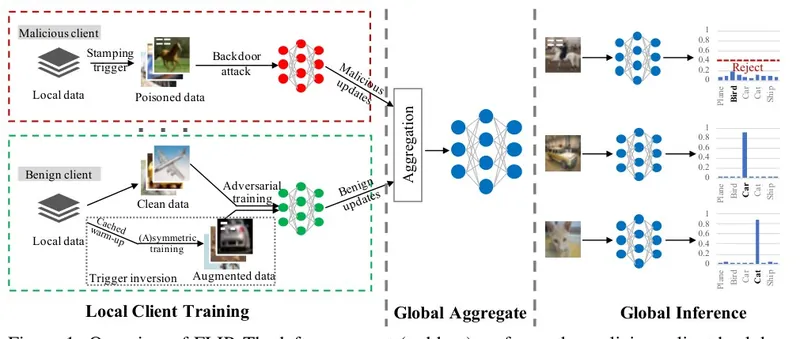 Malicious client
Stamping
trigger
Backdoor
attack
Local data
Poisoned data
Malicious
updates
Benign client
Clean data
Adversarial
training
Benign
updates
Local data
Cached
warm-up
(A)symmetric
training
Trigger inversion
Augmented data
Local Client Training
Aggregation
Global Aggregate
1
0.8
0.6
0.4
0.2
0
Reject
Plane
Bird
Car
Cat
Ship
1
0.8
0.6
0.4
0.2
0
Plane
Bird
Car
Cat
Ship
1
0.8
0.6
0.4
0.2
0
Plane
Bird
Car
Cat
Ship
Global Inference